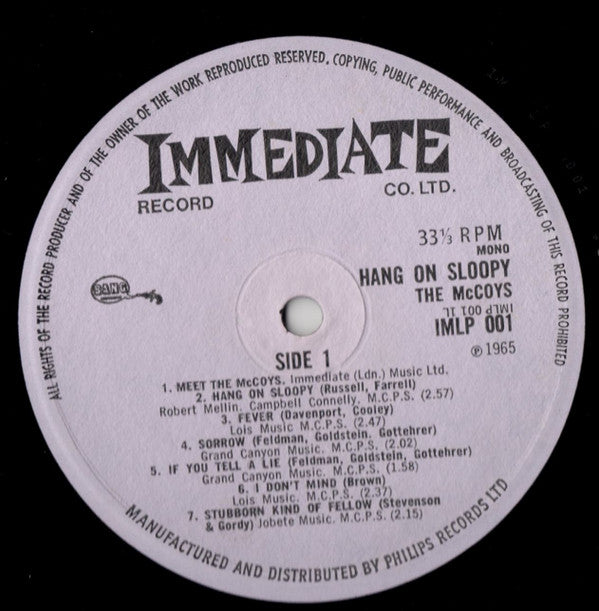 ALL RIGHTS OF THE RECORD PRODUCER AND OF THE OWNER OF THE WORK REPRODUCED RESERVED. COPYING, PUBLIC PERFORMANCE AND BROADCASTING OF THIS RECORD PROHIBITED
IMMEDIATE
RECORD CO. LTD.
33⅓ RPM
MONO
BANG
HANG ON SLOOPY
THE McCOYS
IMLP 001 1L
IMLP 001
℗ 1965
SIDE 1
1. MEET THE McCOYS. Immediate (Ldn.) Music Ltd.
2. HANG ON SLOOPY (Russell, Farrell)
Robert Mellin. Campbell Connelly. M.C.P.S. (2.57)
3. FEVER (Davenport, Cooley)
Lois Music M.C.P.S. (2.47)
4. SORROW (Feldman, Goldstein. Gottehrer)
Grand Canyon Music. M.C.P.S. (2.02)
5. IF YOU TELL A LIE (Feldman, Goldstein, Gottehrer)
Grand Canyon Music. M.C.P.S. (1.58)
6. I DON'T MIND (Brown)
Lois Music. M.C.P.S. (2.37)
7. STUBBORN KIND OF FELLOW (Stevenson
& Gordy) Jobete Music. M.C.P.S. (2.15)
MANUFACTURED AND DISTRIBUTED BY PHILIPS RECORDS LTD